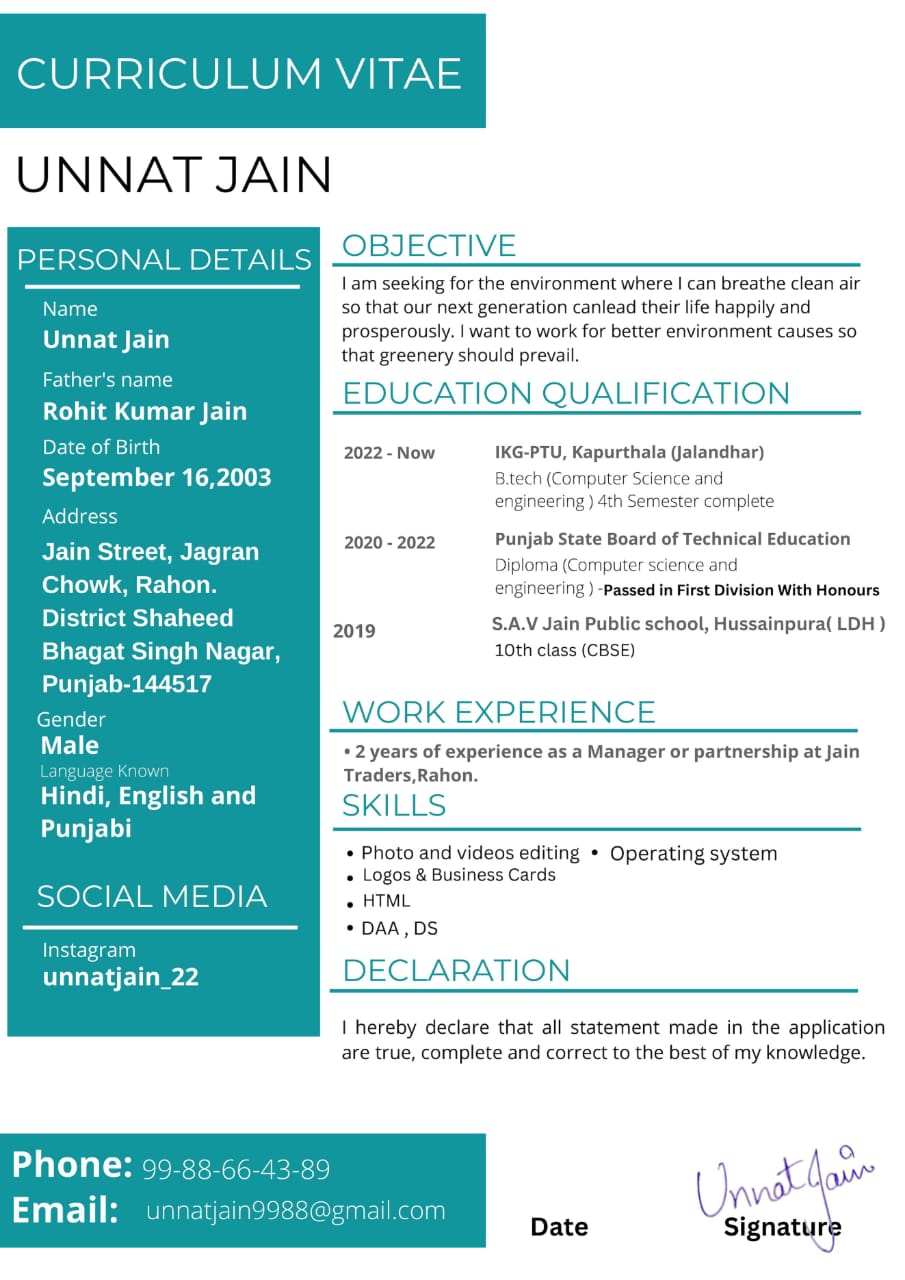 CURRICULUM VITAE
UNNAT JAIN
PERSONAL DETAILS
Name
Unnat Jain
Father's name
Rohit Kumar Jain
Date of Birth
September 16,2003
Address
Jain Street, Jagran
Chowk, Rahon.
District Shaheed
Bhagat Singh Nagar,
Punjab-144517
Gender
Male
Language Known
Hindi, English and
Punjabi
SOCIAL MEDIA
Instagram
unnatjain_22
OBJECTIVE
I am seeking for the environment where I can breathe clean air
so that our next generation canlead their life happily and
prosperously. I want to work for better environment causes so
that greenery should prevail.
EDUCATION QUALIFICATION
2022 - Now
IKG-PTU, Kapurthala (Jalandhar)
B.tech (Computer Science and
engineering ) 4th Semester complete
2020 - 2022
Punjab State Board of Technical Education
Diploma (Computer science and
engineering ) -Passed in First Division With Honours
2019
S.A.V Jain Public school, Hussainpura( LDH )
10th class (CBSE)
WORK EXPERIENCE
• 2 years of experience as a Manager or partnership at Jain
Traders,Rahon.
SKILLS
• Photo and videos editing • Operating system
• Logos & Business Cards
• HTML
• DAA , DS
DECLARATION
I hereby declare that all statement made in the application
are true, complete and correct to the best of my knowledge.
Phone: 99-88-66-43-89
Email: unnatjain9988@gmail.com
Date
Unnat Jain
Signature